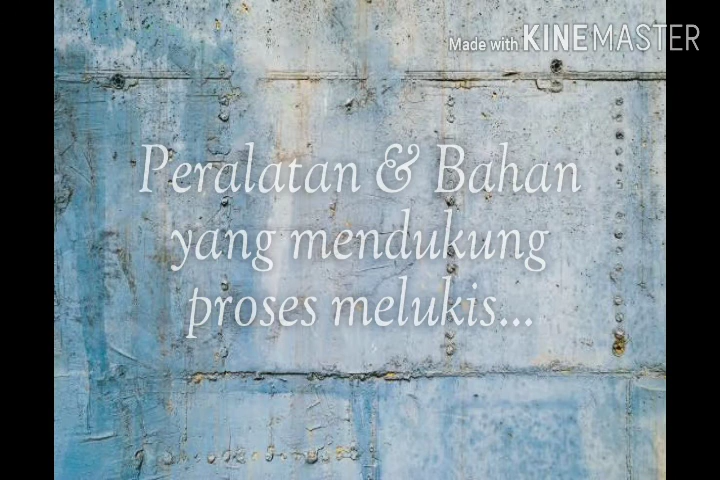 Made with KINEMASTER
Peralatan & Bahan
yang mendukung
proses melukis...